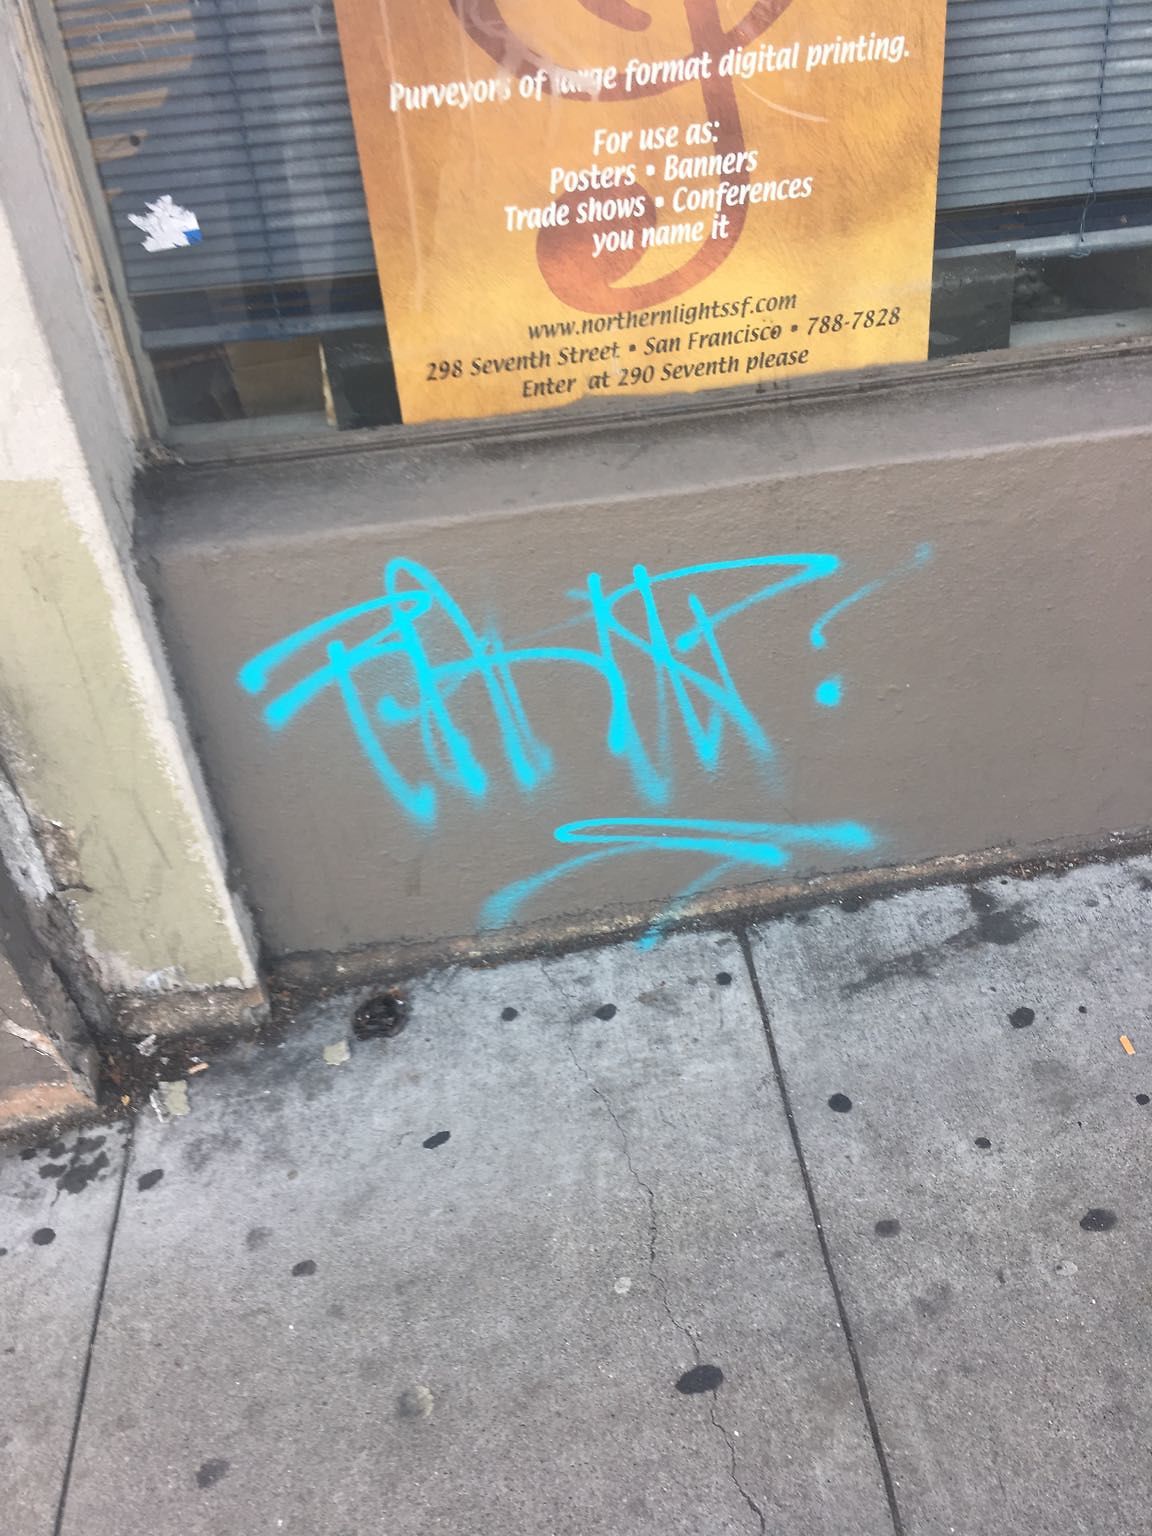 Purveyors of large format digital printing.
For use as:
Posters • Banners
Trade shows • Conferences
you name it
www.northernlightssf.com
298 Seventh Street • San Francisco • 788-7828
Enter at 290 Seventh please